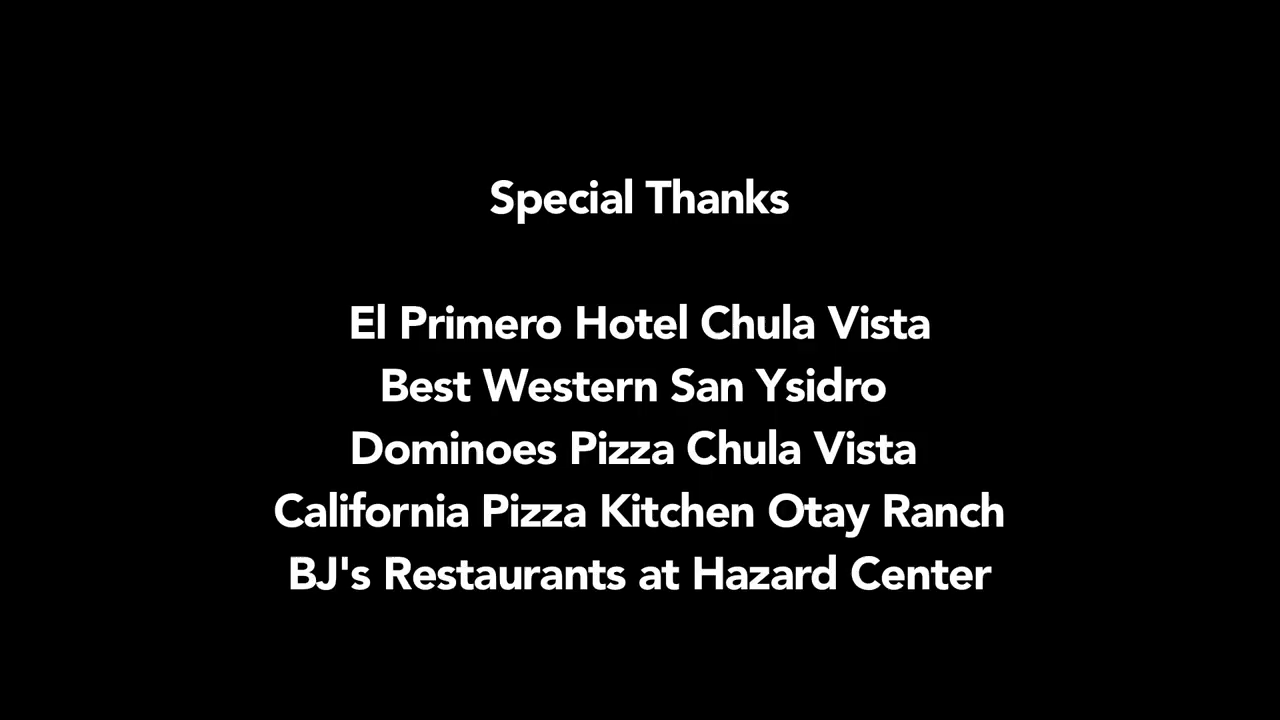 Special Thanks
El Primero Hotel Chula Vista
Best Western San Ysidro
Dominoes Pizza Chula Vista
California Pizza Kitchen Otay Ranch
BJ's Restaurants at Hazard Center